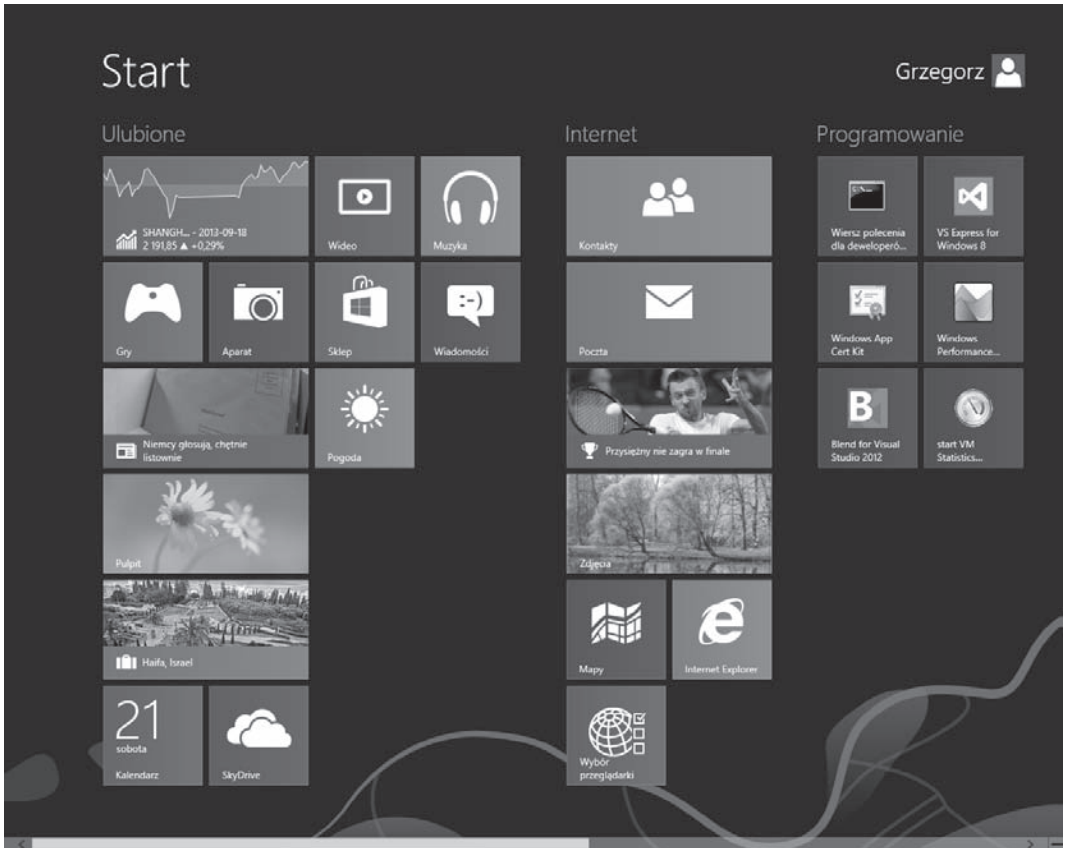 Start
Grzegorz
Ulubione
SHANGH... - 2013-09-18
2 191,85 ▲ +0,29%
Wideo
Muzyka
Gry
Aparat
Sklep
:-)
Wiadomości
Niemcy głosują, chętnie
listownie
Pogoda
Pulpit
Haifa, Israel
21
sobota
Kalendarz
SkyDrive
Internet
Kontakty
Poczta
Przysiężny nie zagra w finale
Zdjęcia
Mapy
Internet Explorer
Wybór
przeglądarki
Programowanie
Wiersz polecenia
dla deweloperó...
VS Express for
Windows 8
Windows App
Cert Kit
Windows
Performance...
B
Blend for Visual
Studio 2012
start VM
Statistics...